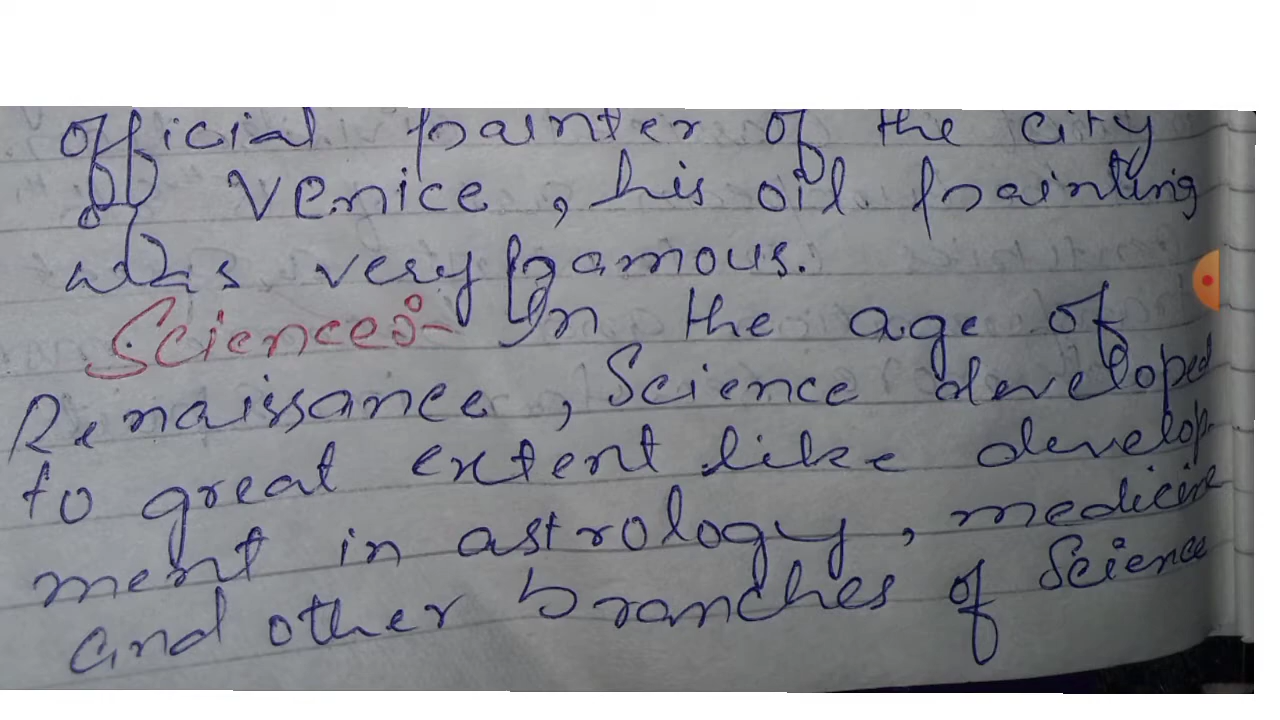 official painter of the city
of Venice, his oil painting
was very famous.
Science:- In the age of
Renaissance, Science developed
to great extent like develop-
ment in astrology, medicine
and other branches of Science